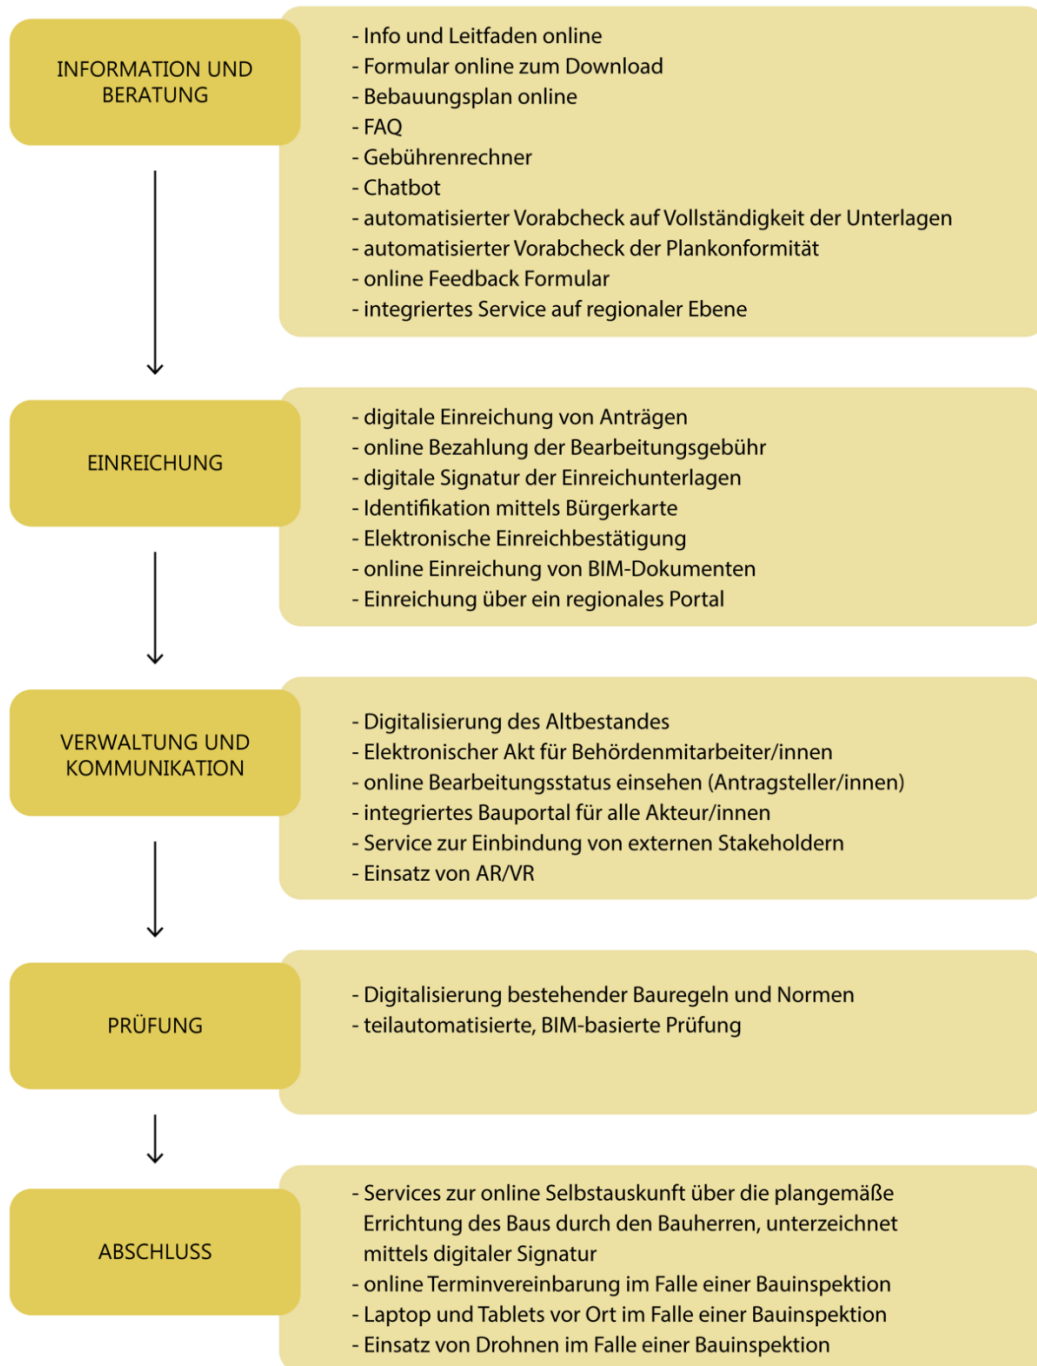 INFORMATION UND
BERATUNG
- Info und Leitfaden online
- Formular online zum Download
- Bebauungsplan online
- FAQ
- Gebührenrechner
- Chatbot
- automatisierter Vorabcheck auf Vollständigkeit der Unterlagen
- automatisierter Vorabcheck der Plankonformität
- online Feedback Formular
- integriertes Service auf regionaler Ebene
EINREICHUNG
- digitale Einreichung von Anträgen
- online Bezahlung der Bearbeitungsgebühr
- digitale Signatur der Einreichunterlagen
- Identifikation mittels Bürgerkarte
- Elektronische Einreichbestätigung
- online Einreichung von BIM-Dokumenten
- Einreichung über ein regionales Portal
VERWALTUNG UND
KOMMUNIKATION
- Digitalisierung des Altbestandes
- Elektronischer Akt für Behördenmitarbeiter/innen
- online Bearbeitungsstatus einsehen (Antragsteller/innen)
- integriertes Bauportal für alle Akteur/innen
- Service zur Einbindung von externen Stakeholdern
- Einsatz von AR/VR
PRÜFUNG
- Digitalisierung bestehender Bauregeln und Normen
- teilautomatisierte, BIM-basierte Prüfung
ABSCHLUSS
- Services zur online Selbstauskunft über die plangemäße
Errichtung des Baus durch den Bauherren, unterzeichnet
mittels digitaler Signatur
- online Terminvereinbarung im Falle einer Bauinspektion
- Laptop und Tablets vor Ort im Falle einer Bauinspektion
- Einsatz von Drohnen im Falle einer Bauinspektion